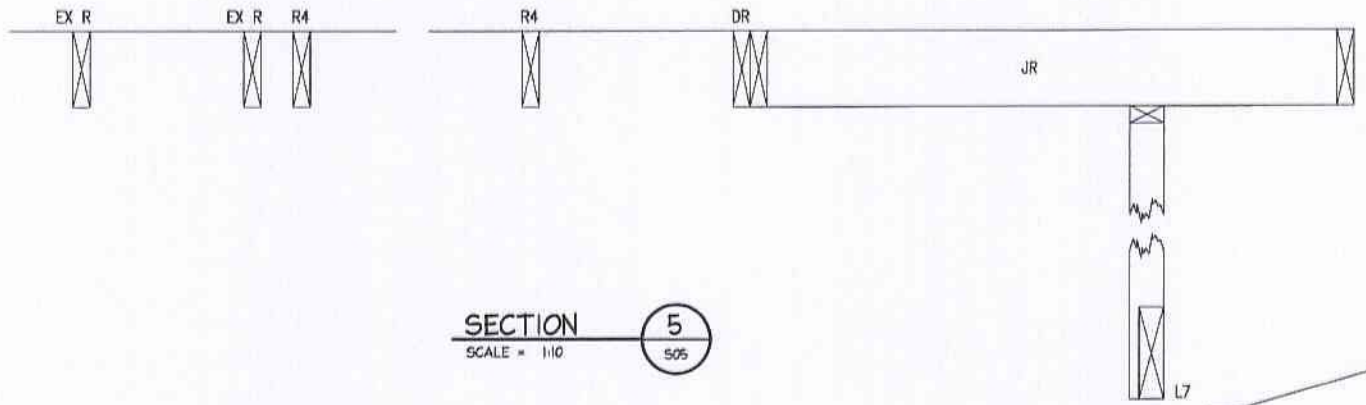 EX R
EX R
R4
R4
DR
JR
SECTION
5
SCALE = 1:10
S05
L7